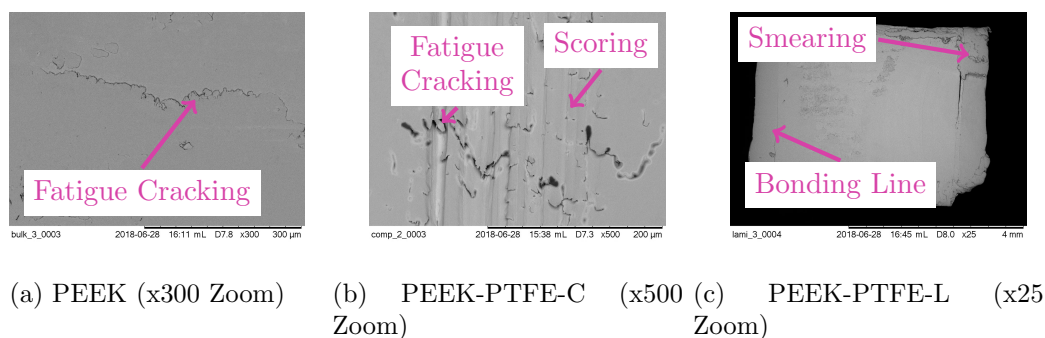 Fatigue Cracking
bulk_3_0003 2018-06-28 16:11 mL D7.8 x300 300 µm
(a) PEEK (x300 Zoom)
Fatigue
Cracking
Scoring
comp_2_0003 2018-06-28 15:38 mL D7.3 x500 200 µm
(b) PEEK-PTFE-C (x500
Zoom)
Smearing
Bonding Line
lami_3_0004 2018-06-28 16:45 mL D8.0 x25 4 mm
(c) PEEK-PTFE-L (x25
Zoom)